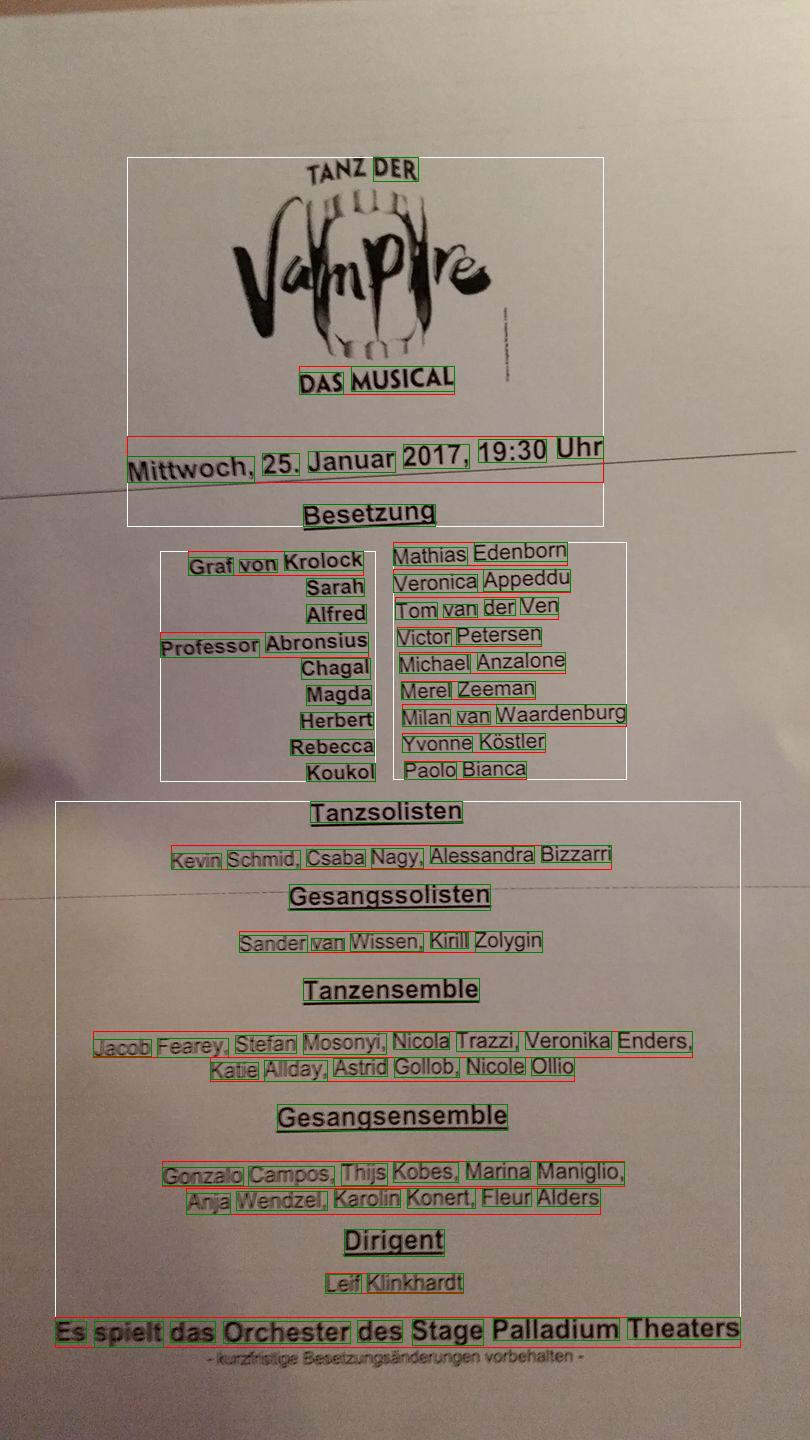 TANZ DER
Vampire
DAS MUSICAL
Mittwoch, 25. Januar 2017, 19:30 Uhr
Besetzung
Graf von Krolock Mathias Edenborn
Sarah Veronica Appeddu
Alfred Tom van der Ven
Professor Abronsius Victor Petersen
Chagal Michael Anzalone
Magda Merel Zeeman
Herbert Milan van Waardenburg
Rebecca Yvonne Köstler
Koukol Paolo Bianca
Tanzsolisten
Kevin Schmid, Csaba Nagy, Alessandra Bizzarri
Gesangssolisten
Sander van Wissen, Kirill Zolygin
Tanzensemble
Jacob Fearey, Stefan Mosonyi, Nicola Trazzi, Veronika Enders,
Katie Allday, Astrid Gollob, Nicole Ollio
Gesangsensemble
Gonzalo Campos, Thijs Kobes, Marina Maniglio,
Anja Wendzel, Karolin Konert, Fleur Alders
Dirigent
Leif Klinkhardt
Es spielt das Orchester des Stage Palladium Theaters
- kurzfristige Besetzungsänderungen vorbehalten -